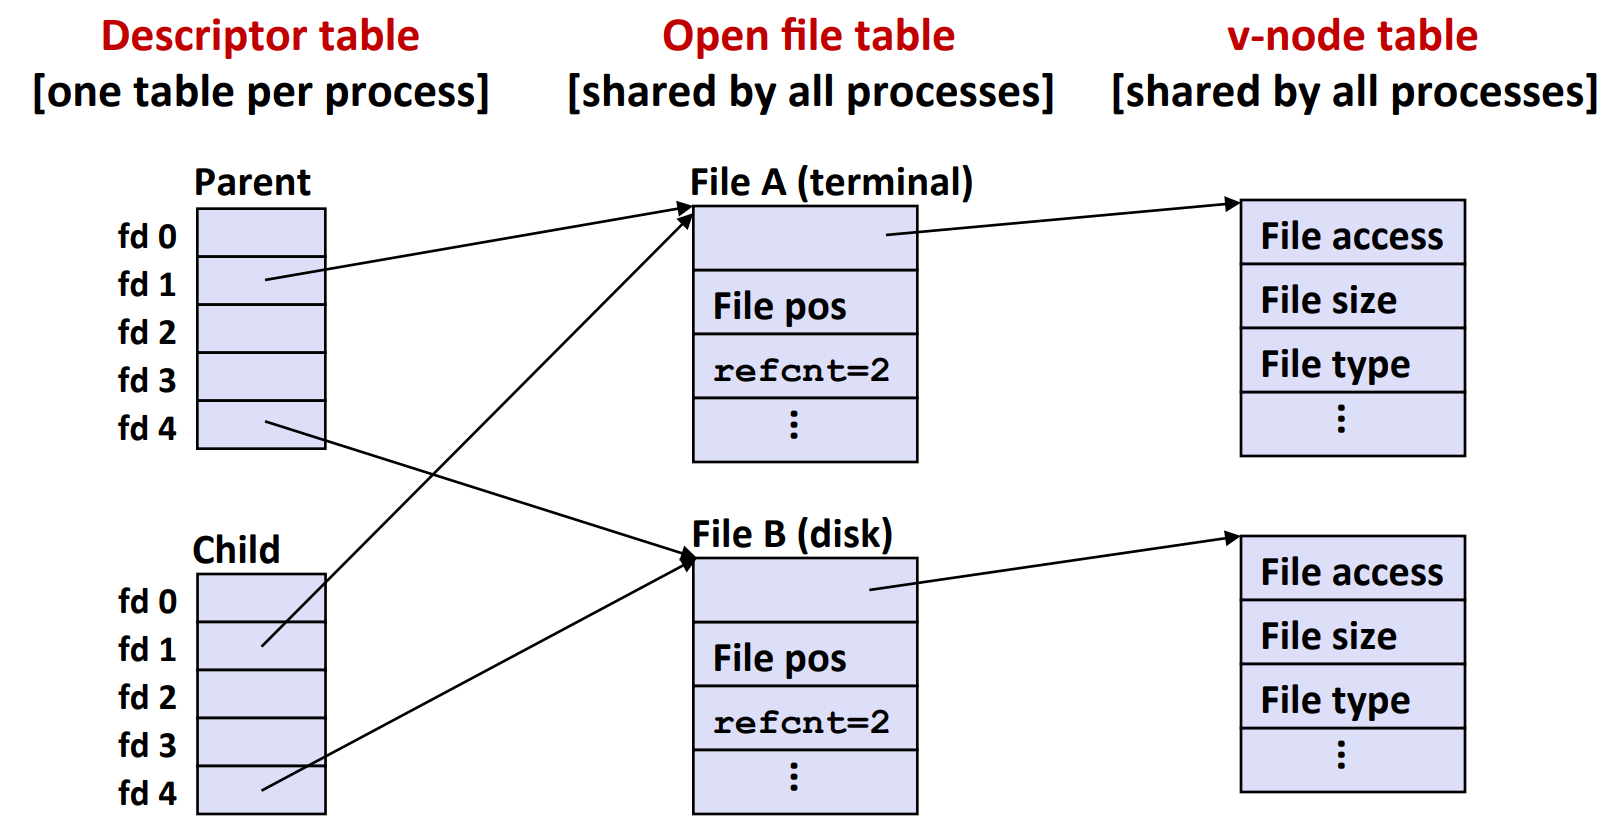 Descriptor table
[one table per process]
Open file table
[shared by all processes]
v-node table
[shared by all processes]
Parent
fd 0
fd 1
fd 2
fd 3
fd 4
Child
fd 0
fd 1
fd 2
fd 3
fd 4
File A (terminal)
File pos
refcnt=2
⋮
File B (disk)
File pos
refcnt=2
⋮
File access
File size
File type
⋮
File access
File size
File type
⋮